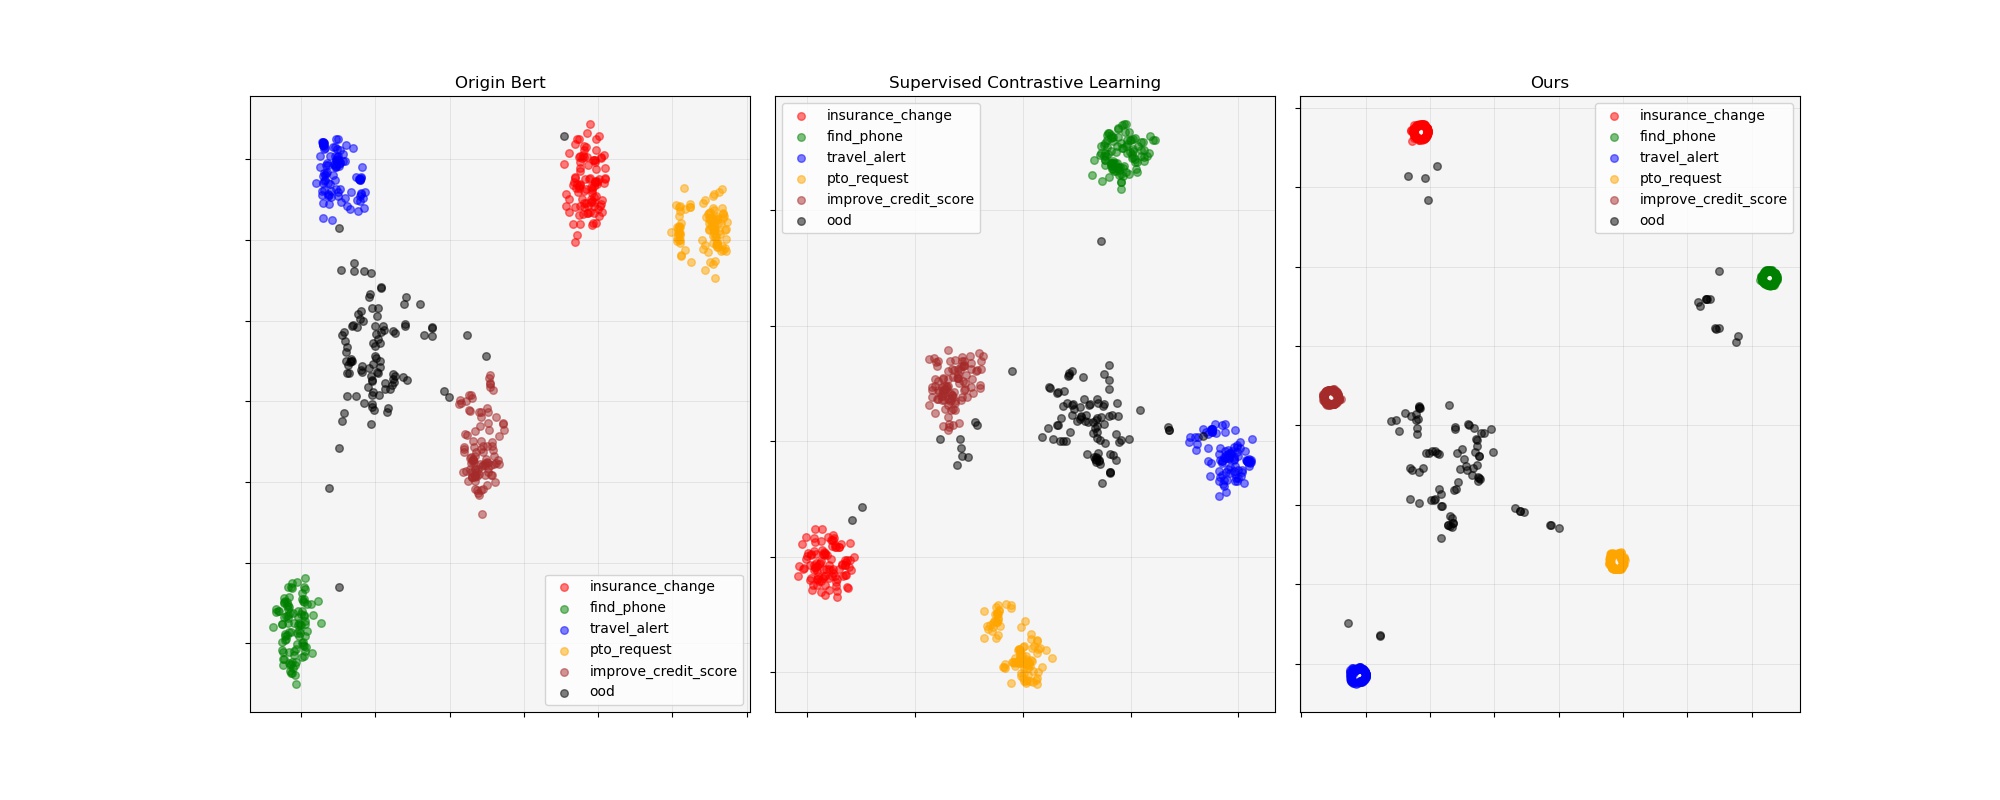 Origin Bert
insurance_change
find_phone
travel_alert
pto_request
improve_credit_score
ood
Supervised Contrastive Learning
insurance_change
find_phone
travel_alert
pto_request
improve_credit_score
ood
Ours
insurance_change
find_phone
travel_alert
pto_request
improve_credit_score
ood